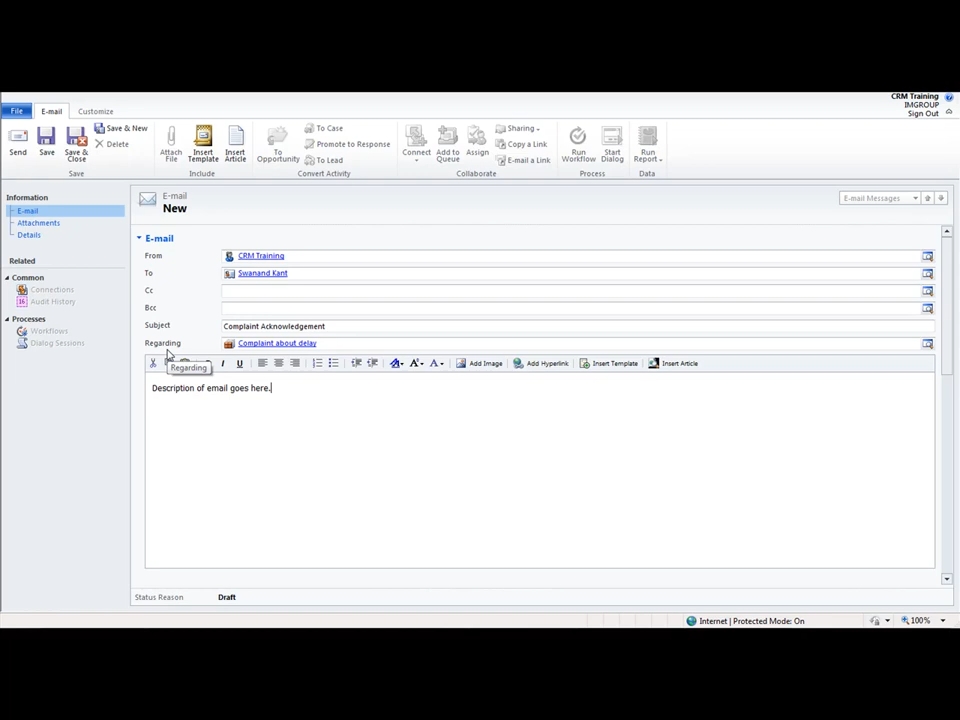 CRM Training
IMGROUP
Sign Out
File E-mail Customize
Send
Save
Save & Close
Save & New
Delete
Save
Attach File
Insert Template
Insert Article
Include
To Opportunity
To Case
Promote to Response
To Lead
Convert Activity
Connect
Add to Queue
Assign
Sharing
Copy a Link
E-mail a Link
Collaborate
Run Workflow
Start Dialog
Process
Run Report
Data
Information
E-mail
Attachments
Details
Related
Common
Connections
16 Audit History
Processes
Workflows
Dialog Sessions
E-mail
New
E-mail Messages
E-mail
From CRM Training
To Swanand Kant
Cc
Bcc
Subject Complaint Acknowledgement
Regarding Complaint about delay
Regarding
I U A A Add Image Add Hyperlink Insert Template Insert Article
Description of email goes here.
Status Reason Draft
Internet | Protected Mode: On
100%